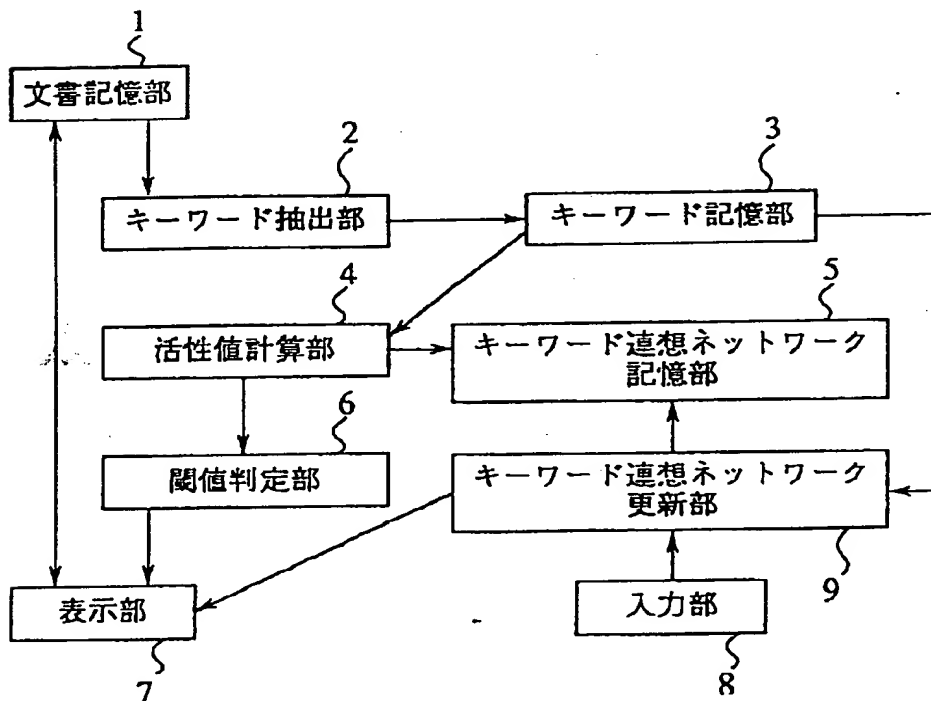 1
文書記憶部
2
キーワード抽出部
3
キーワード記憶部
4
活性値計算部
5
キーワード連想ネットワーク
記憶部
6
閾値判定部
キーワード連想ネットワーク
更新部
9
表示部
7
入力部
8